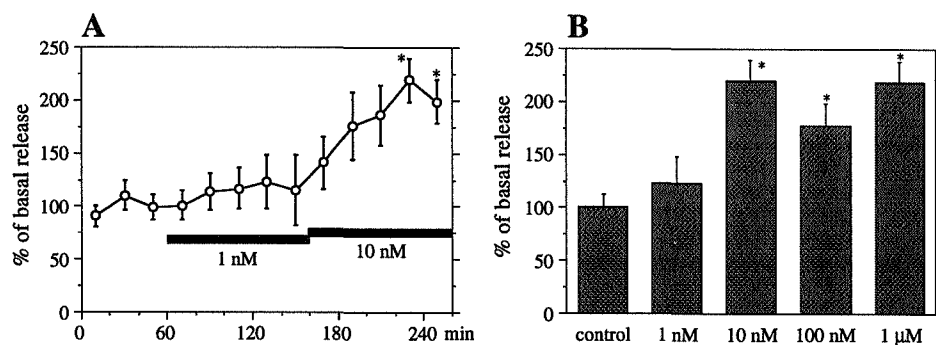 A
% of basal release
250
200
150
100
50
0
*
*
1 nM
10 nM
0
60
120
180
240
min
B
% of basal release
250
200
150
100
50
0
*
*
*
control
1 nM
10 nM
100 nM
1 μM